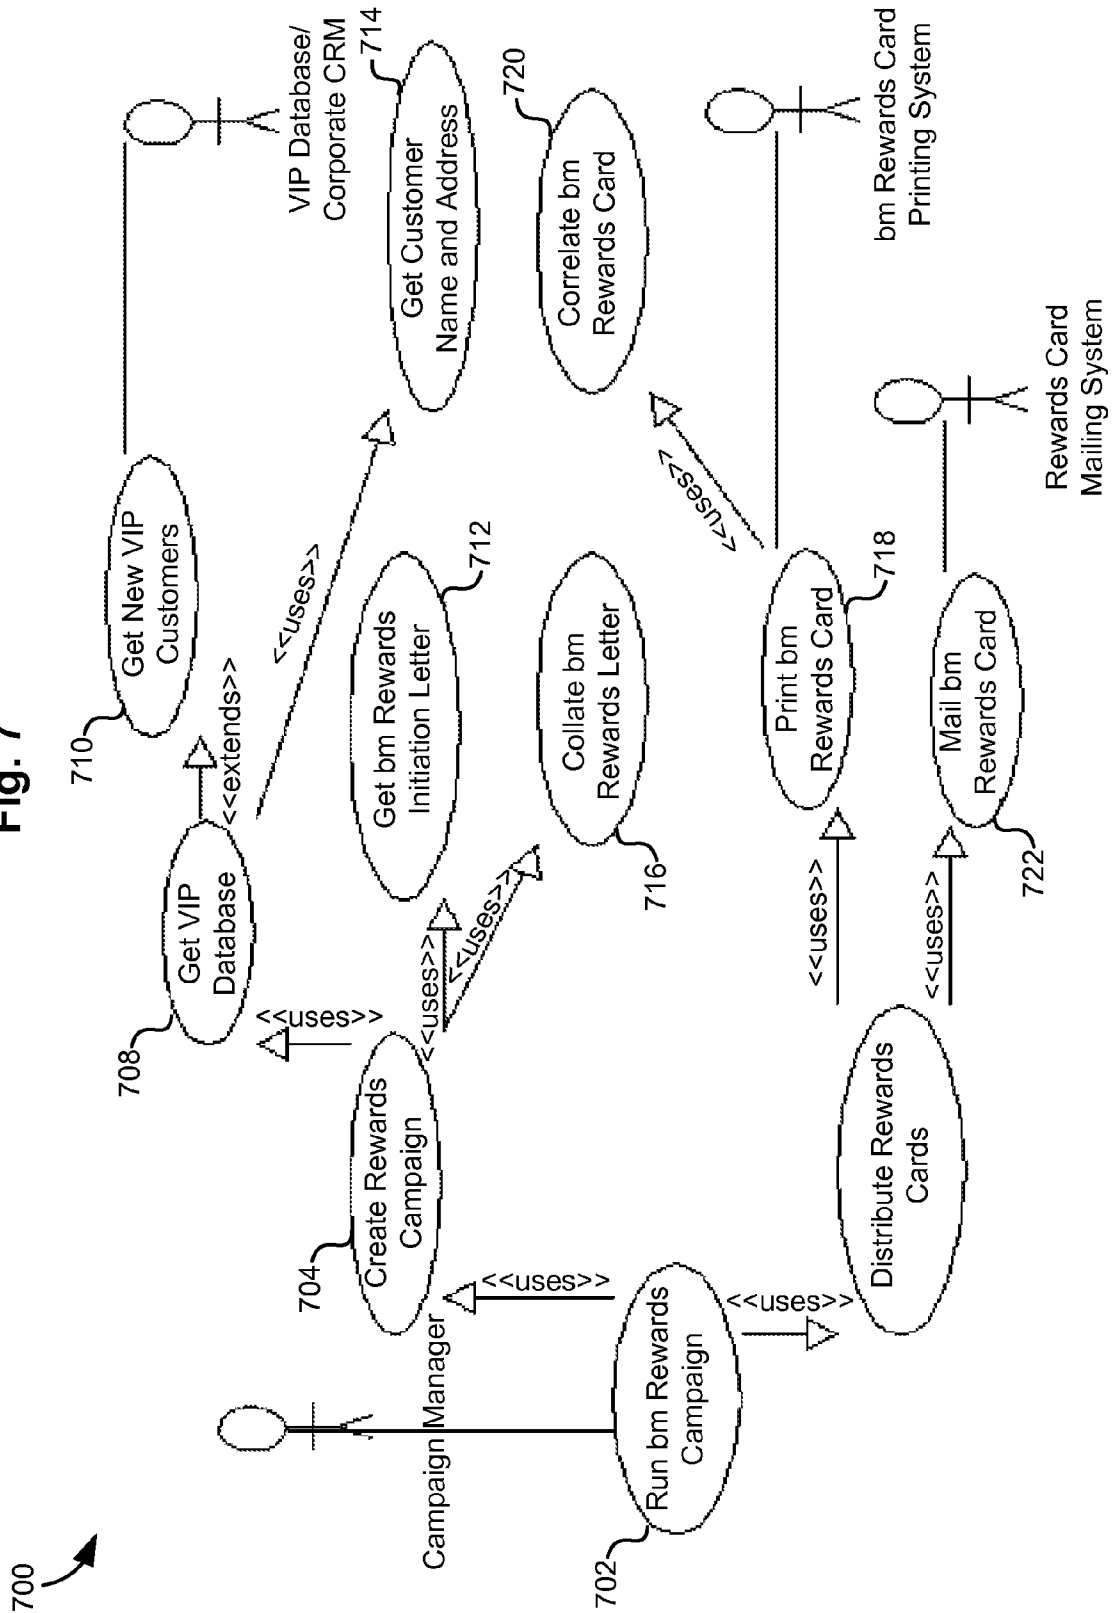 700
Fig. 7
710
Get New VIP
Customers
708
Get VIP
Database
<<extends>>
VIP Database/
Corporate CRM
<<uses>>
<<uses>>
714
Get Customer
Name and Address
704
Create Rewards
Campaign
Campaign Manager
Get bm Rewards
Initiation Letter
712
<<uses>>
<<uses>>
<<uses>>
720
Correlate bm
Rewards Card
Collate bm
Rewards Letter
716
702
Run bm Rewards
Campaign
<<uses>>
<<uses>>
<<uses>>
Print bm
Rewards Card
718
bm Rewards Card
Printing System
Distribute Rewards
Cards
<<uses>>
Mail bm
Rewards Card
722
Rewards Card
Mailing System